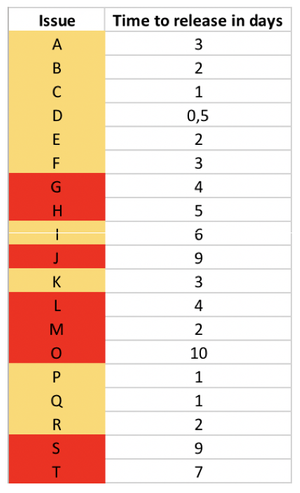 Issue Time to release in days
A 3
B 2
C 1
D 0,5
E 2
F 3
G 4
H 5
I 6
J 9
K 3
L 4
M 2
O 10
P 1
Q 1
R 2
S 9
T 7